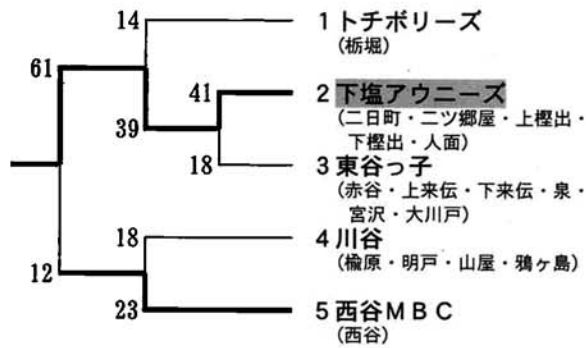 14
1 トチボリーズ
(栃堀)
61
41
2 下塩アウニーズ
(二日町・二ツ郷屋・上樫出・
下樫出・人面)
39
18
3 東谷っ子
(赤谷・上来伝・下来伝・泉・
宮沢・大川戸)
18
4 川谷
(楡原・明戸・山屋・鴉ヶ島)
12
23
5 西谷MBC
(西谷)